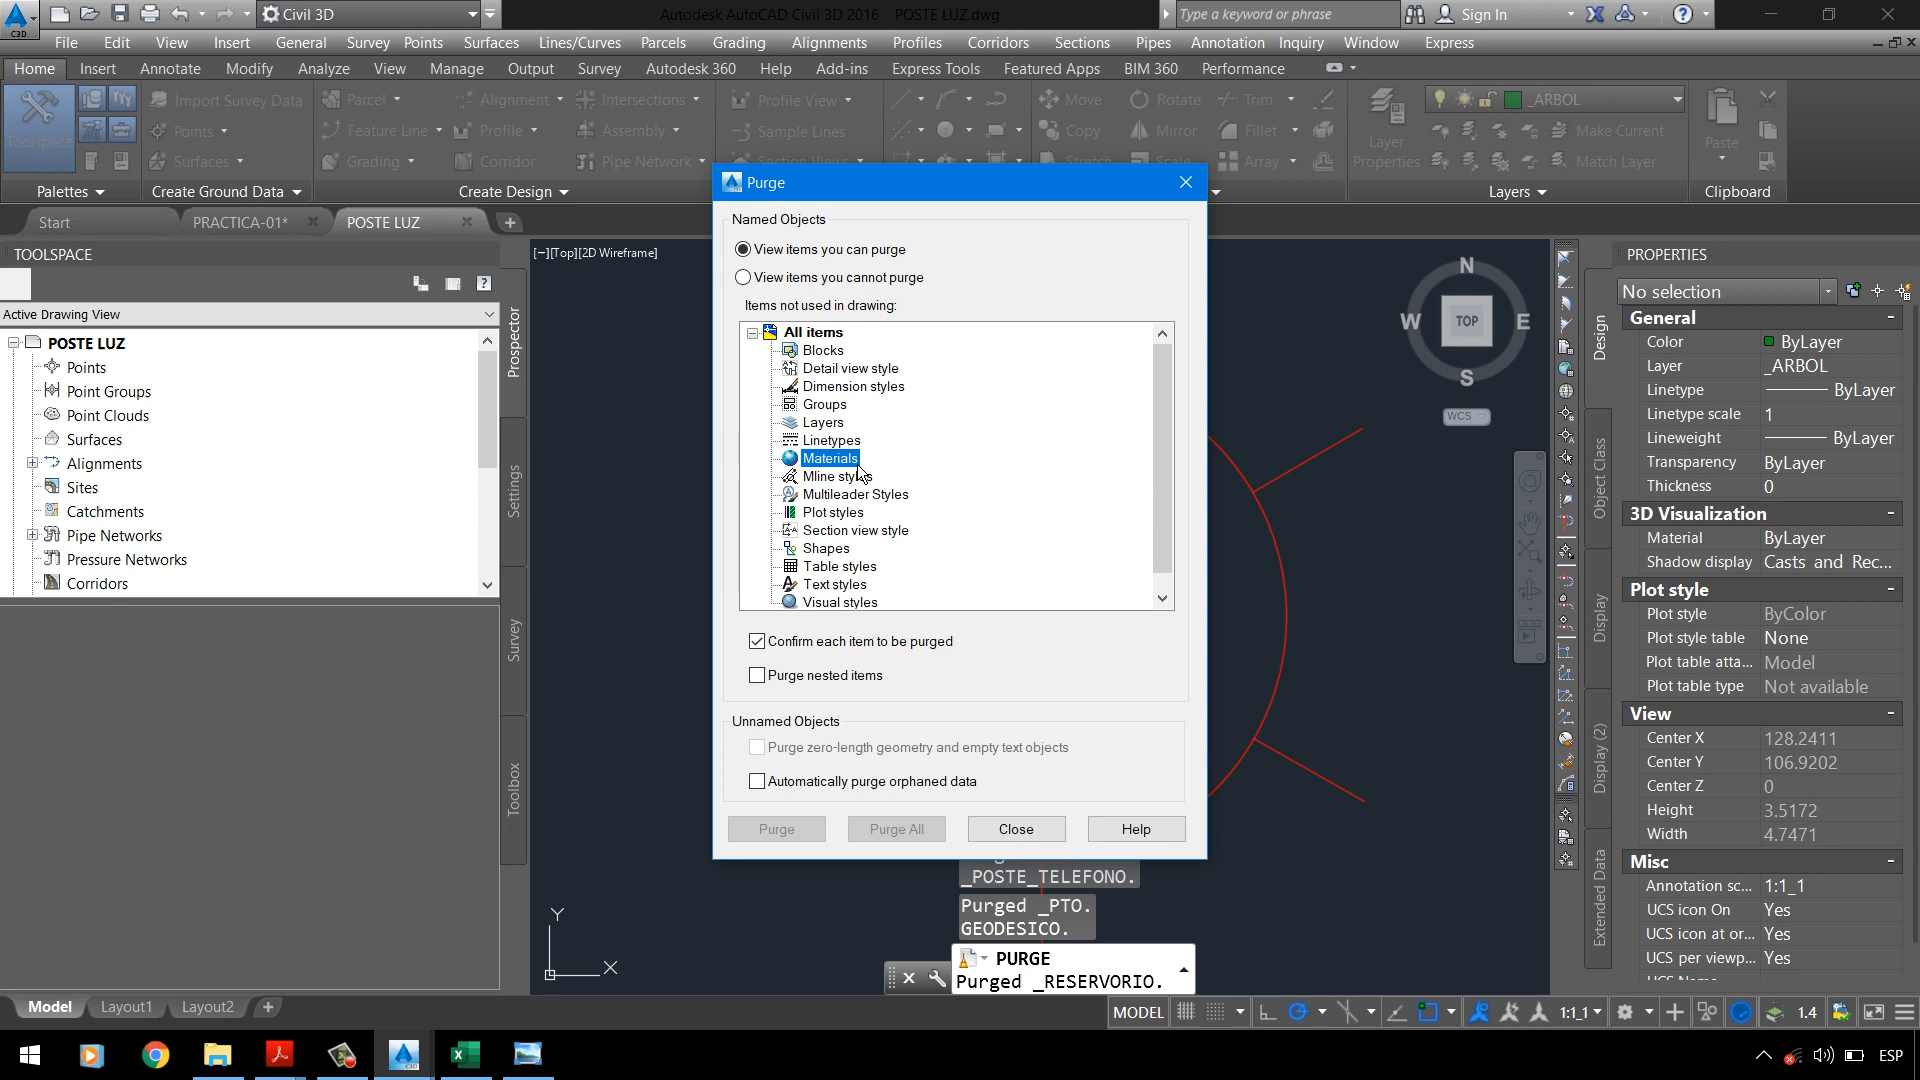 Civil 3D
Autodesk AutoCAD Civil 3D 2016 POSTE LUZ.dwg
Type a keyword or phrase
Sign In
C3D
File Edit View Insert General Survey Points Surfaces Lines/Curves Parcels Grading Alignments Profiles Corridors Sections Pipes Annotation Inquiry Window Express
Home Insert Annotate Modify Analyze View Manage Output Survey Autodesk 360 Help Add-ins Express Tools Featured Apps BIM 360 Performance
Import Survey Data Parcel Alignment Intersections Profile View Move Rotate Trim _ARBOL
Toolspace Points Feature Line Profile Assembly Sample Lines Copy Mirror Fillet Layer Properties Make Current Paste
Surfaces Grading Corridor Pipe Network Section Views Stretch Scale Array Match Layer
Palettes Create Ground Data Create Design Layers Clipboard
Start PRACTICA-01* POSTE LUZ
TOOLSPACE
Active Drawing View
POSTE LUZ
Points
Point Groups
Point Clouds
Surfaces
Alignments
Sites
Catchments
Pipe Networks
Pressure Networks
Corridors
Prospector
Settings
Survey
Toolbox
[−][Top][2D Wireframe]
Purge
Named Objects
View items you can purge
View items you cannot purge
Items not used in drawing:
All items
Blocks
Detail view style
Dimension styles
Groups
Layers
Linetypes
Materials
Mline styles
Multileader Styles
Plot styles
Section view style
Shapes
Table styles
Text styles
Visual styles
Confirm each item to be purged
Purge nested items
Unnamed Objects
Purge zero-length geometry and empty text objects
Automatically purge orphaned data
Purge Purge All Close Help
_POSTE_TELEFONO.
Purged _PTO.
GEODESICO.
PURGE
Purged _RESERVORIO.
Y
X
N
W TOP E
S
WCS
PROPERTIES
No selection
General
Color ByLayer
Layer _ARBOL
Linetype ByLayer
Linetype scale 1
Lineweight ByLayer
Transparency ByLayer
Thickness 0
3D Visualization
Material ByLayer
Shadow display Casts and Rec...
Plot style
Plot style ByColor
Plot style table None
Plot table atta... Model
Plot table type Not available
View
Center X 128.2411
Center Y 106.9202
Center Z 0
Height 3.5172
Width 4.7471
Misc
Annotation sc... 1:1_1
UCS icon On Yes
UCS icon at or... Yes
UCS per viewp... Yes
UCS Name
Design
Object Class
Display
Display (2)
Extended Data
Model Layout1 Layout2
MODEL 1:1_1 1.4
ESP